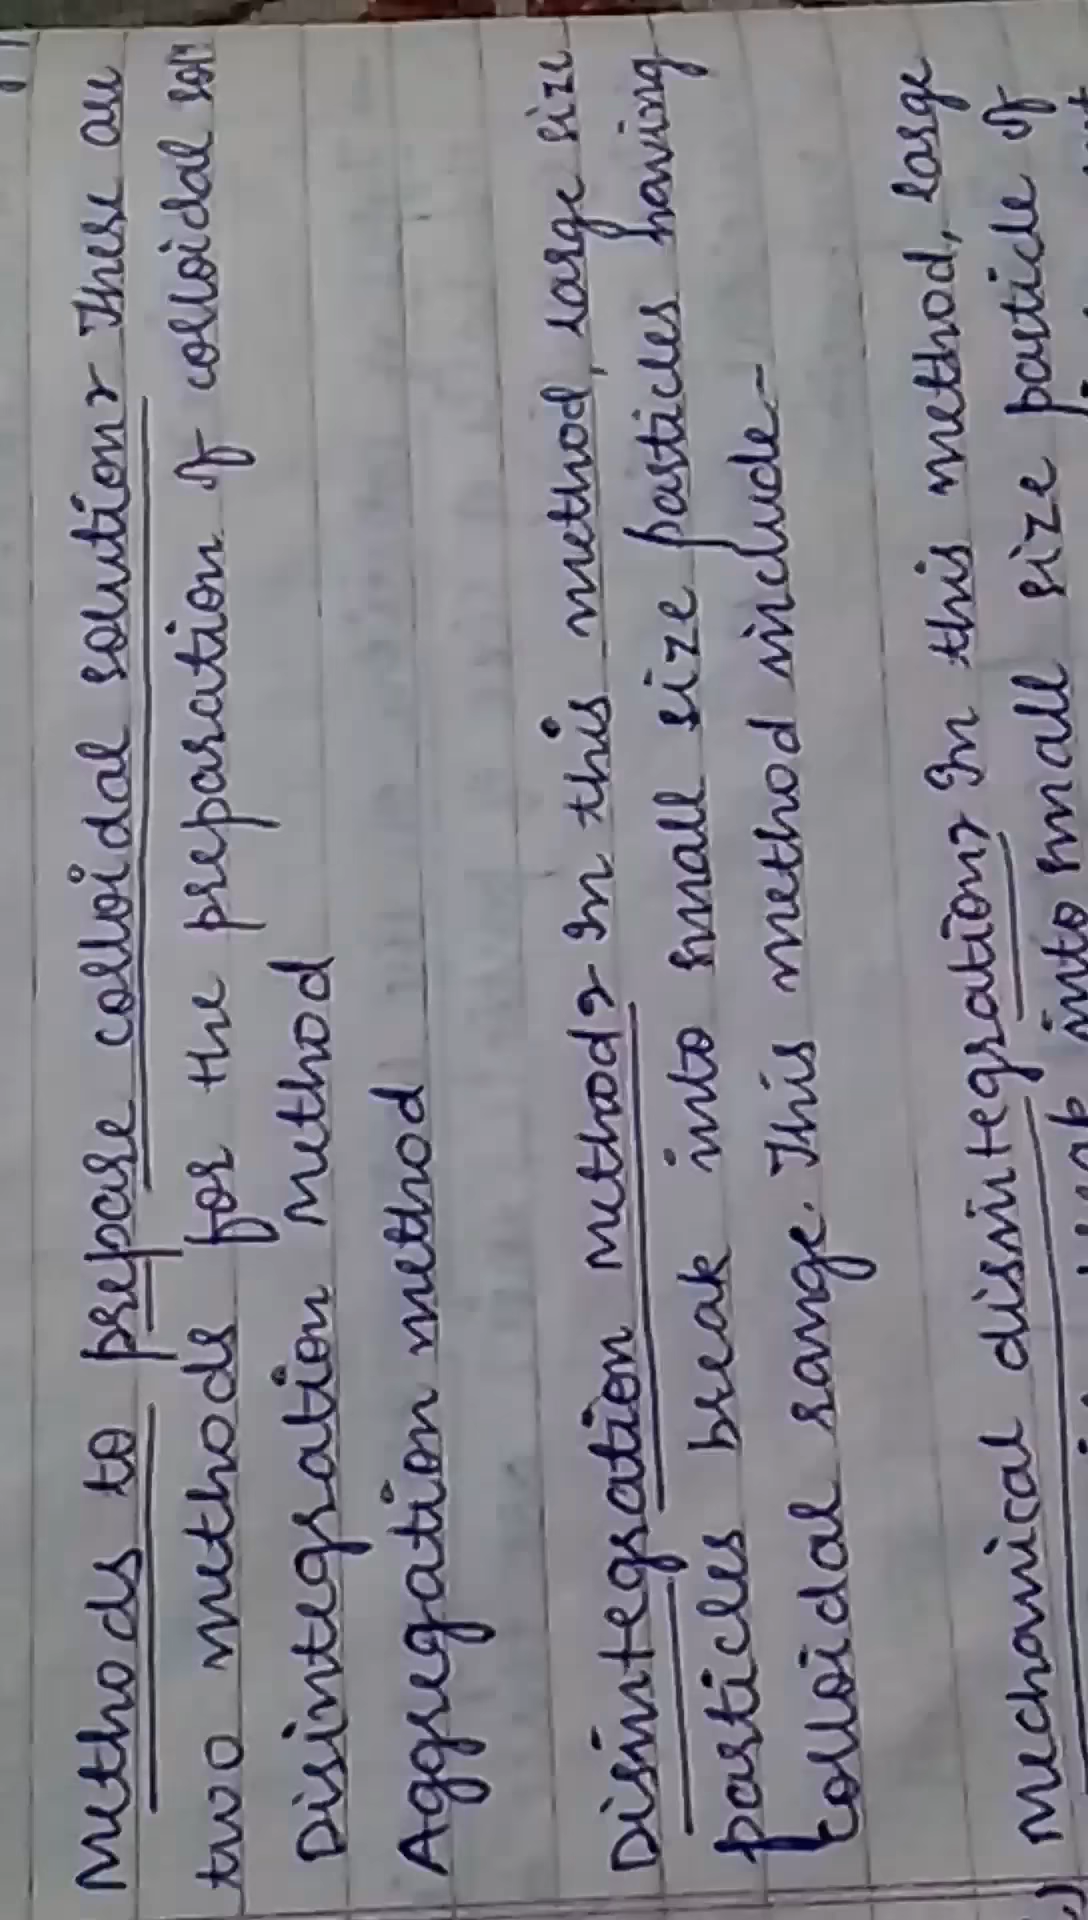 Methods to prepare colloidal solution→ These are
two methods for the preparation of colloidal solⁿ
Disintegration Method
Aggregation method
Disintegration Method→ In this method, large size
particles break into small size particles having
colloidal range. This method include-
Mechanical disintegration→ In this method, large
into small size particle of